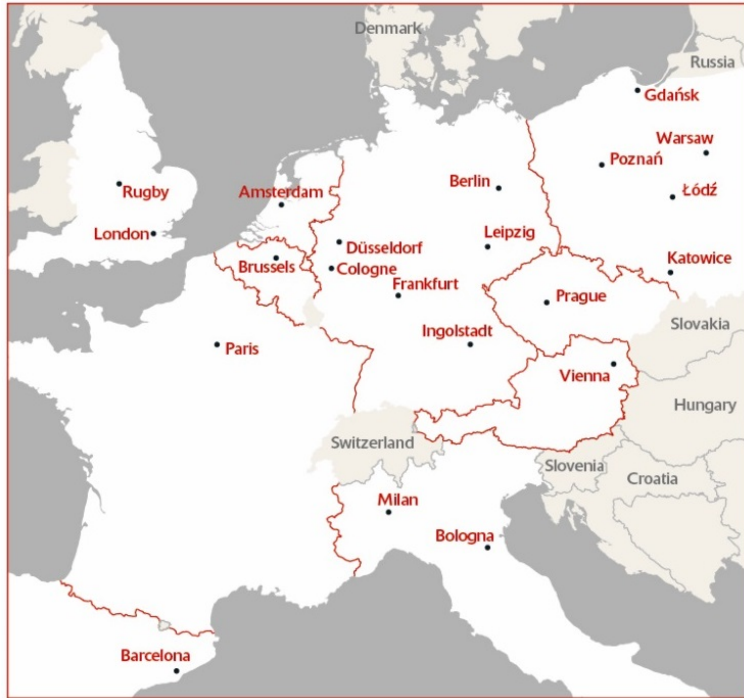 Denmark
Russia
Gdańsk
Warsaw
Poznań
Rugby
Amsterdam
Berlin
Łódź
London
Düsseldorf
Leipzig
Brussels
Cologne
Katowice
Frankfurt
Prague
Paris
Ingolstadt
Slovakia
Vienna
Hungary
Switzerland
Slovenia
Croatia
Milan
Bologna
Barcelona